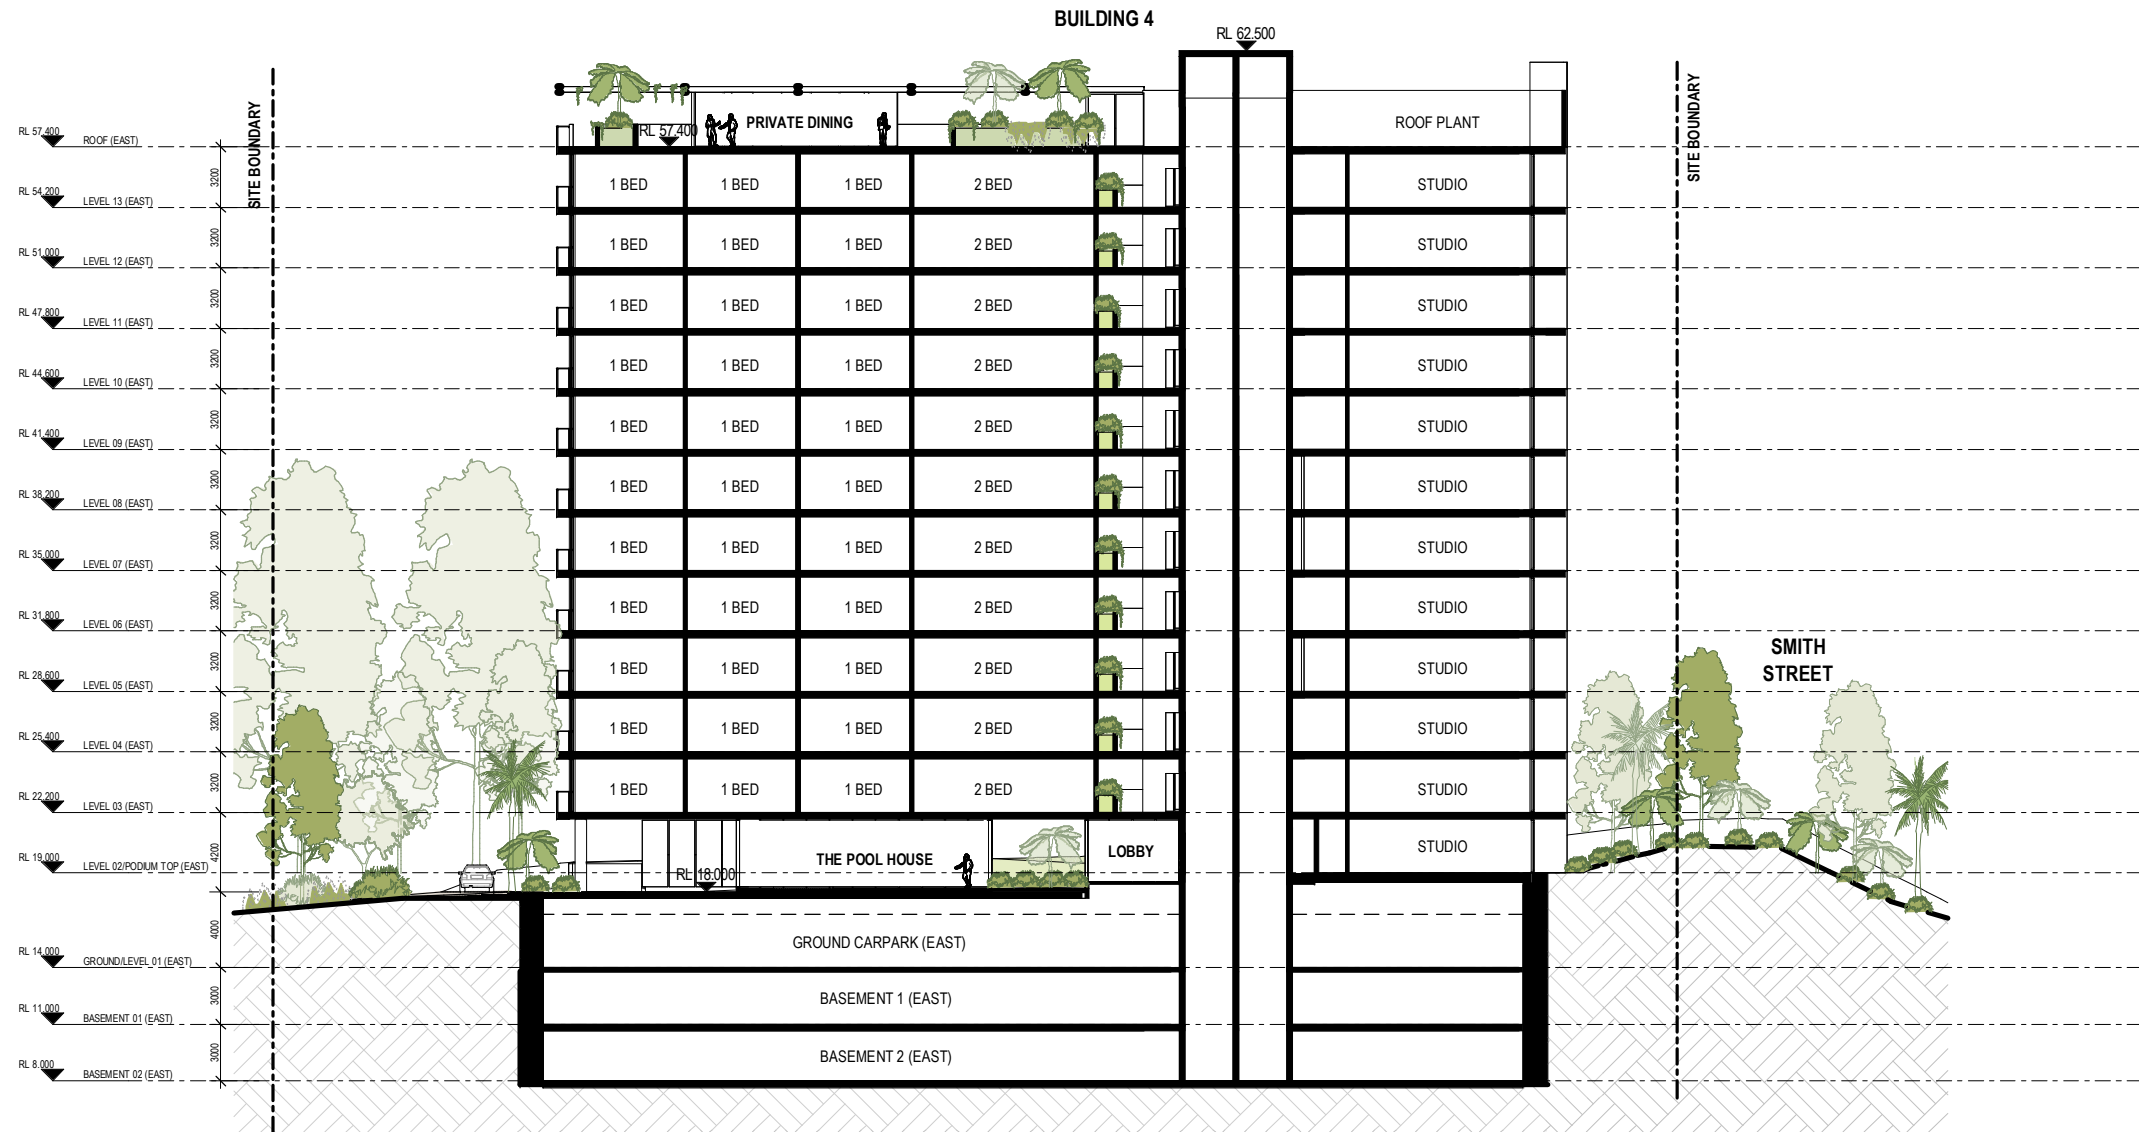 BUILDING 4
RL 62.500
SITE BOUNDARY
SITE BOUNDARY
RL 57.400
ROOF (EAST)
PRIVATE DINING
RL 57.400
ROOF PLANT
3200
1 BED 1 BED 1 BED 2 BED STUDIO
RL 54.200
LEVEL 13 (EAST)
3200
1 BED 1 BED 1 BED 2 BED STUDIO
RL 51.000
LEVEL 12 (EAST)
3200
1 BED 1 BED 1 BED 2 BED STUDIO
RL 47.800
LEVEL 11 (EAST)
3200
1 BED 1 BED 1 BED 2 BED STUDIO
RL 44.600
LEVEL 10 (EAST)
3200
1 BED 1 BED 1 BED 2 BED STUDIO
RL 41.400
LEVEL 09 (EAST)
3200
1 BED 1 BED 1 BED 2 BED STUDIO
RL 38.200
LEVEL 08 (EAST)
3200
1 BED 1 BED 1 BED 2 BED STUDIO
RL 35.000
LEVEL 07 (EAST)
3200
1 BED 1 BED 1 BED 2 BED STUDIO
RL 31.800
LEVEL 06 (EAST)
3200
1 BED 1 BED 1 BED 2 BED STUDIO
SMITH
STREET
RL 28.600
LEVEL 05 (EAST)
3200
1 BED 1 BED 1 BED 2 BED STUDIO
RL 25.400
LEVEL 04 (EAST)
3200
1 BED 1 BED 1 BED 2 BED STUDIO
RL 22.200
LEVEL 03 (EAST)
4200
THE POOL HOUSE
LOBBY
STUDIO
RL 19.000
LEVEL 02/PODIUM TOP (EAST)
RL 18.000
4000
GROUND CARPARK (EAST)
RL 14.000
GROUND/LEVEL 01 (EAST)
3000
BASEMENT 1 (EAST)
RL 11.000
BASEMENT 01 (EAST)
3000
BASEMENT 2 (EAST)
RL 8.000
BASEMENT 02 (EAST)